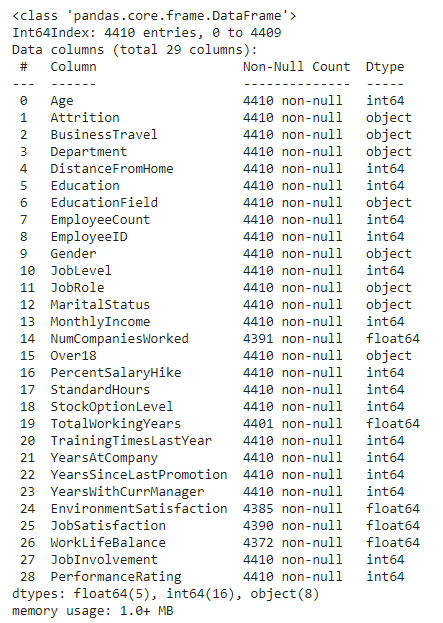 <class 'pandas.core.frame.DataFrame'>
Int64Index: 4410 entries, 0 to 4409
Data columns (total 29 columns):
 #   Column                   Non-Null Count  Dtype
---  ------                   --------------  -----
 0   Age                      4410 non-null   int64
 1   Attrition                4410 non-null   object
 2   BusinessTravel           4410 non-null   object
 3   Department               4410 non-null   object
 4   DistanceFromHome         4410 non-null   int64
 5   Education                4410 non-null   int64
 6   EducationField           4410 non-null   object
 7   EmployeeCount            4410 non-null   int64
 8   EmployeeID               4410 non-null   int64
 9   Gender                   4410 non-null   object
 10  JobLevel                 4410 non-null   int64
 11  JobRole                  4410 non-null   object
 12  MaritalStatus            4410 non-null   object
 13  MonthlyIncome            4410 non-null   int64
 14  NumCompaniesWorked       4391 non-null   float64
 15  Over18                   4410 non-null   object
 16  PercentSalaryHike        4410 non-null   int64
 17  StandardHours            4410 non-null   int64
 18  StockOptionLevel         4410 non-null   int64
 19  TotalWorkingYears        4401 non-null   float64
 20  TrainingTimesLastYear    4410 non-null   int64
 21  YearsAtCompany           4410 non-null   int64
 22  YearsSinceLastPromotion  4410 non-null   int64
 23  YearsWithCurrManager     4410 non-null   int64
 24  EnvironmentSatisfaction  4385 non-null   float64
 25  JobSatisfaction          4390 non-null   float64
 26  WorkLifeBalance          4372 non-null   float64
 27  JobInvolvement           4410 non-null   int64
 28  PerformanceRating        4410 non-null   int64
dtypes: float64(5), int64(16), object(8)
memory usage: 1.0+ MB